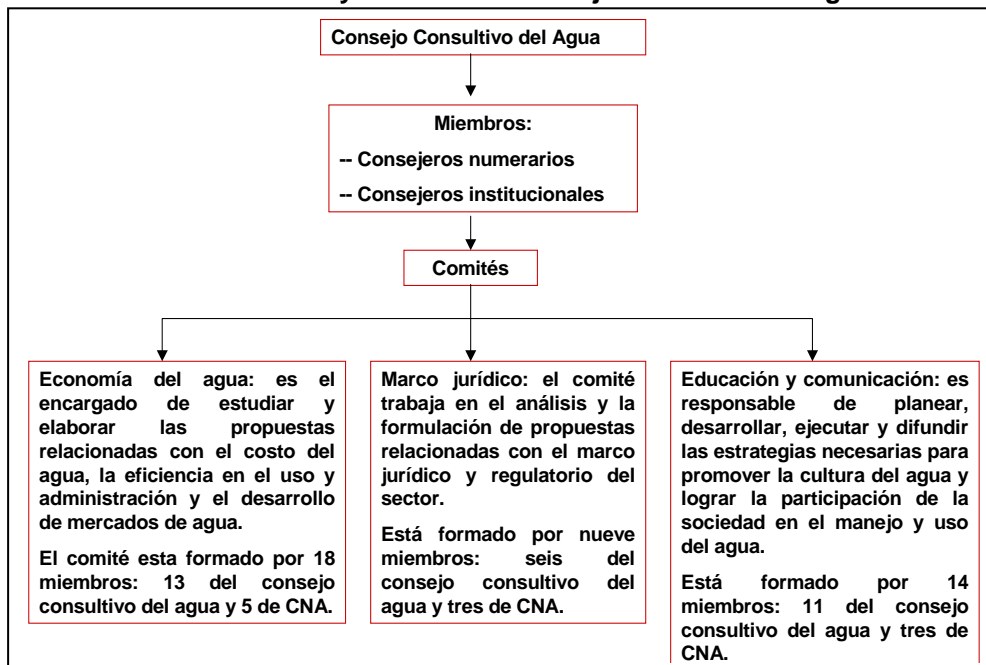 Consejo Consultivo del Agua
Miembros:
-- Consejeros numerarios
-- Consejeros institucionales
Comités
Economía del agua: es el
encargado de estudiar y
elaborar las propuestas
relacionadas con el costo del
agua, la eficiencia en el uso y
administración y el desarrollo
de mercados de agua.
El comité esta formado por 18
miembros: 13 del consejo
consultivo del agua y 5 de CNA.
Marco jurídico: el comité
trabaja en el análisis y la
formulación de propuestas
relacionadas con el marco
jurídico y regulatorio del
sector.
Está formado por nueve
miembros: seis del
consejo consultivo del
agua y tres de CNA.
Educación y comunicación: es
responsable de planear,
desarrollar, ejecutar y difundir
las estrategias necesarias para
promover la cultura del agua y
lograr la participación de la
sociedad en el manejo y uso
del agua.
Está formado por 14
miembros: 11 del consejo
consultivo del agua y tres de
CNA.